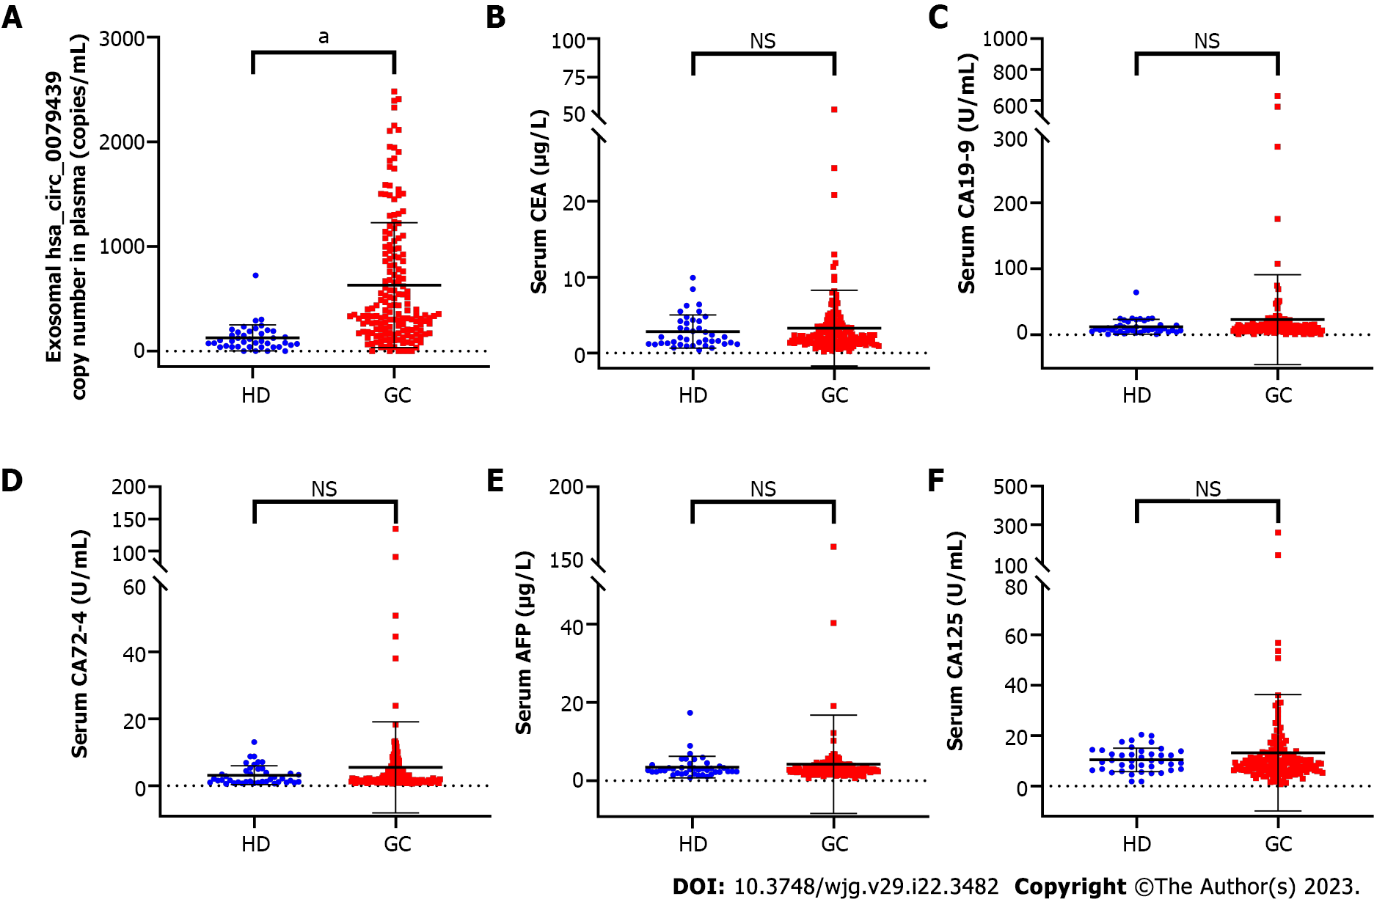 A
Exosomal hsa_circ_0079439
copy number in plasma (copies/mL)
3000
2000
1000
0
a
HD
GC
B
Serum CEA (μg/L)
100
75
50
20
10
0
NS
HD
GC
C
Serum CA19-9 (U/mL)
1000
800
600
300
200
100
0
NS
HD
GC
D
Serum CA72-4 (U/mL)
200
150
100
60
40
20
0
NS
HD
GC
E
Serum AFP (μg/L)
200
150
40
20
0
NS
HD
GC
F
Serum CA125 (U/mL)
500
300
100
80
60
40
20
0
NS
HD
GC
DOI: 10.3748/wjg.v29.i22.3482 Copyright ©The Author(s) 2023.